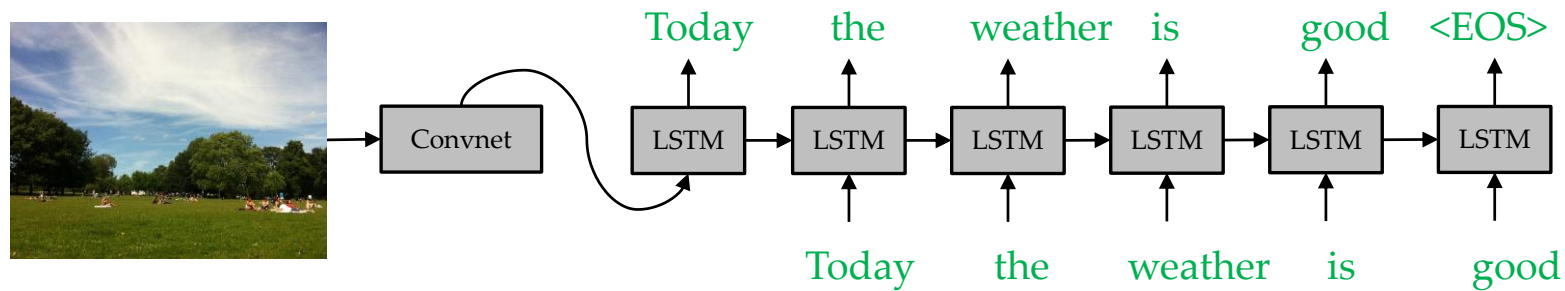 Today the weather is good <EOS>
Convnet LSTM LSTM LSTM LSTM LSTM LSTM
Today the weather is good